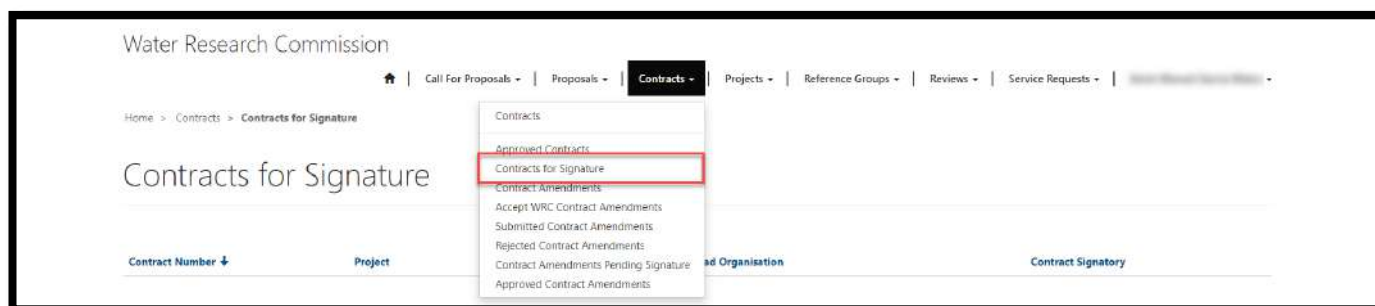 Water Research Commission
Call For Proposals | Proposals | Contracts | Projects | Reference Groups | Reviews | Service Requests |
Home > Contracts > Contracts for Signature
Contracts
Contracts for Signature
Approved Contracts
Contracts for Signature
Contract Amendments
Accept WRC Contract Amendments
Submitted Contract Amendments
Rejected Contract Amendments
Contract Amendments Pending Signature
Approved Contract Amendments
Contract Number Project Organisation Contract Signatory